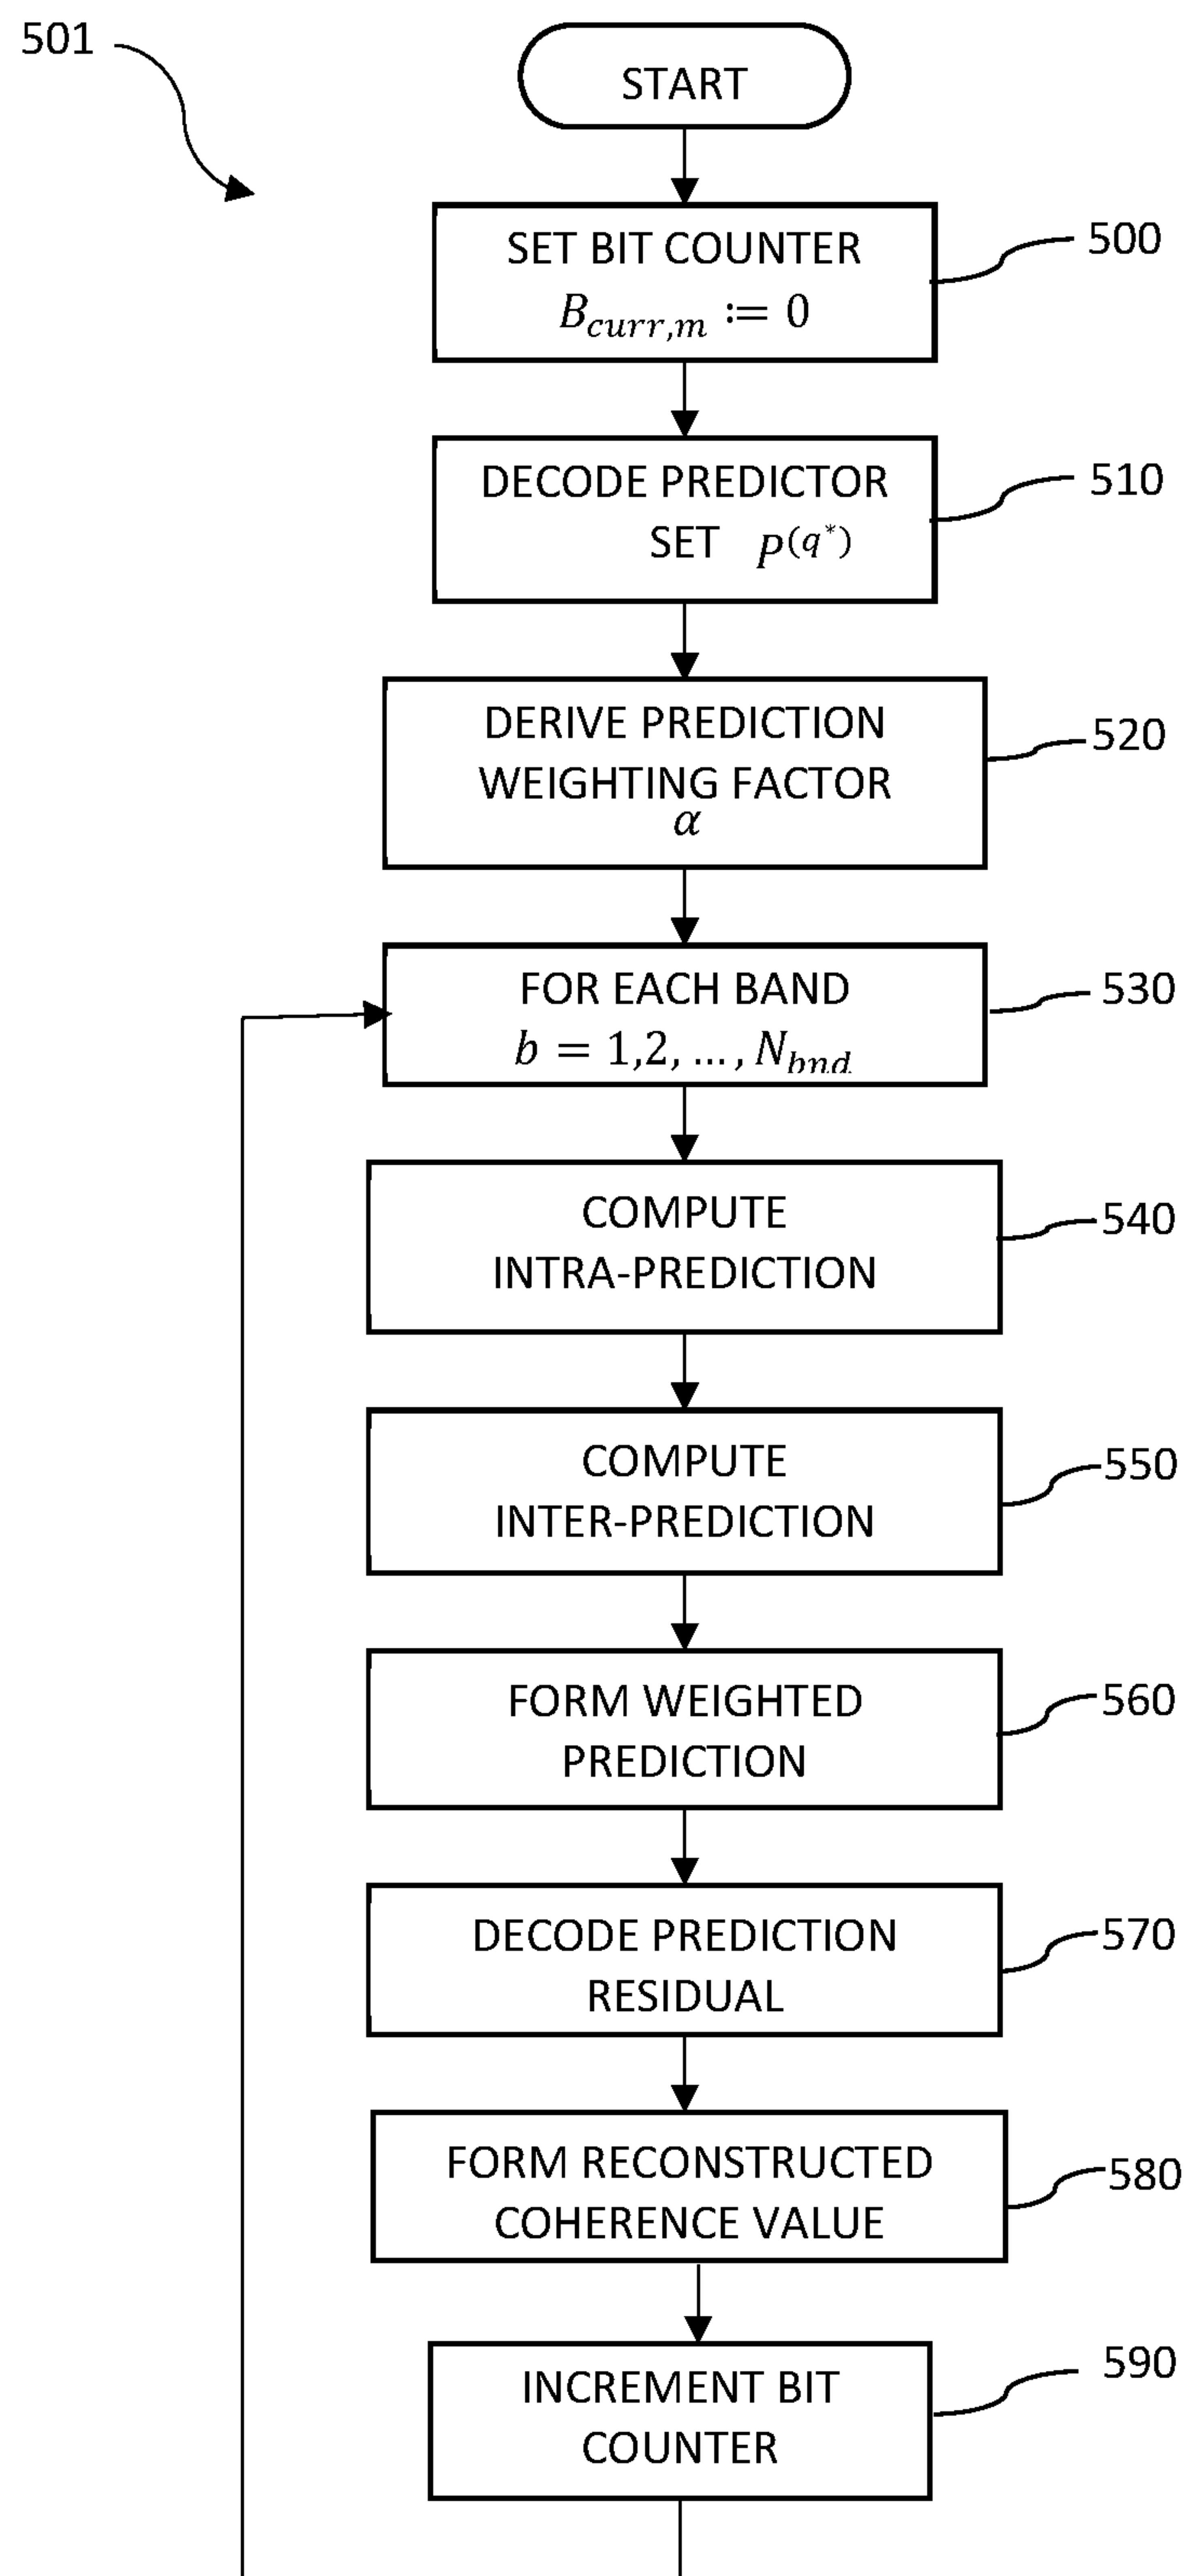 501
START
SET BIT COUNTER
B_{curr,m} := 0
500
DECODE PREDICTOR
SET P^{(q*)}
510
DERIVE PREDICTION
WEIGHTING FACTOR
α
520
FOR EACH BAND
b = 1,2, ..., N_{bnd}
530
COMPUTE
INTRA-PREDICTION
540
COMPUTE
INTER-PREDICTION
550
FORM WEIGHTED
PREDICTION
560
DECODE PREDICTION
RESIDUAL
570
FORM RECONSTRUCTED
COHERENCE VALUE
580
INCREMENT BIT
COUNTER
590